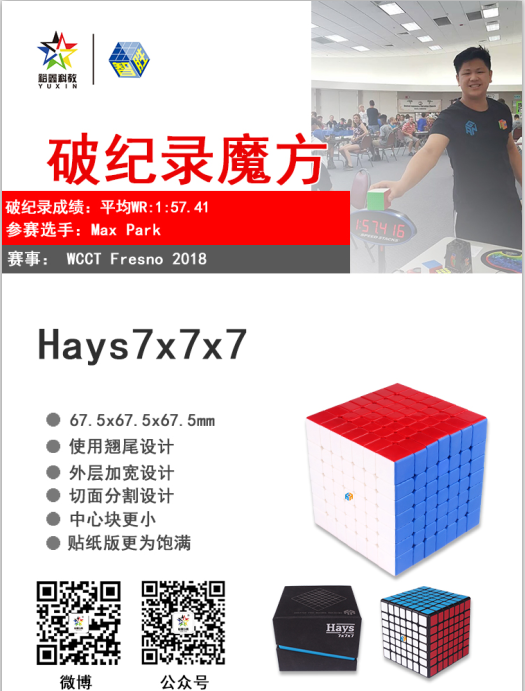 裕鑫科教
YUXIN
破纪录魔方
破纪录成绩：平均WR:1:57.41
参赛选手：Max Park
赛事： WCCT Fresno 2018
Hays7x7x7
67.5x67.5x67.5mm
使用翘尾设计
外层加宽设计
切面分割设计
中心块更小
贴纸版更为饱满
Hays
7x7x7
微博
公众号